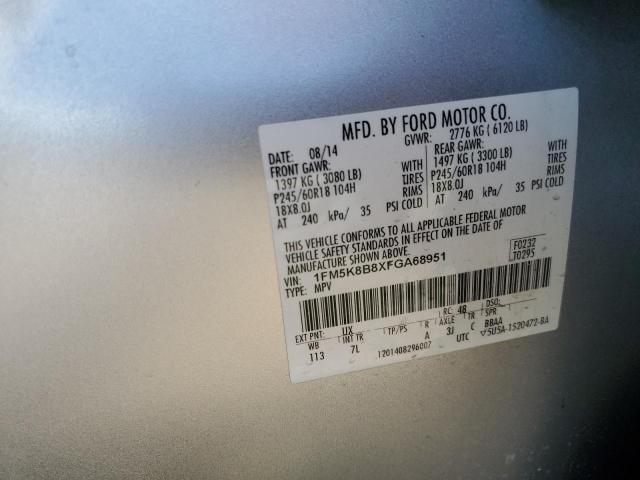 MFD. BY FORD MOTOR CO.
DATE: 08/14 GVWR: 2776 KG ( 6120 LB)
FRONT GAWR: REAR GAWR:
1397 KG ( 3080 LB) WITH 1497 KG ( 3300 LB) WITH
P245/60R18 104H TIRES P245/60R18 104H TIRES
18X8.0J RIMS 18X8.0J RIMS
AT 240 kPa/ 35 PSI COLD AT 240 kPa/ 35 PSI COLD
THIS VEHICLE CONFORMS TO ALL APPLICABLE FEDERAL MOTOR
VEHICLE SAFETY STANDARDS IN EFFECT ON THE DATE OF
MANUFACTURE SHOWN ABOVE.
VIN: 1FM5K8B8XFGA68951 F0232
TYPE: MPV T0295
EXT PNT: UX RC: 48 DSO:
WB INT TR TP/PS R AXLE TR SPR
113 7L A 3J C BBAA
1201408296007 UTC 5U5A-1520472-BA